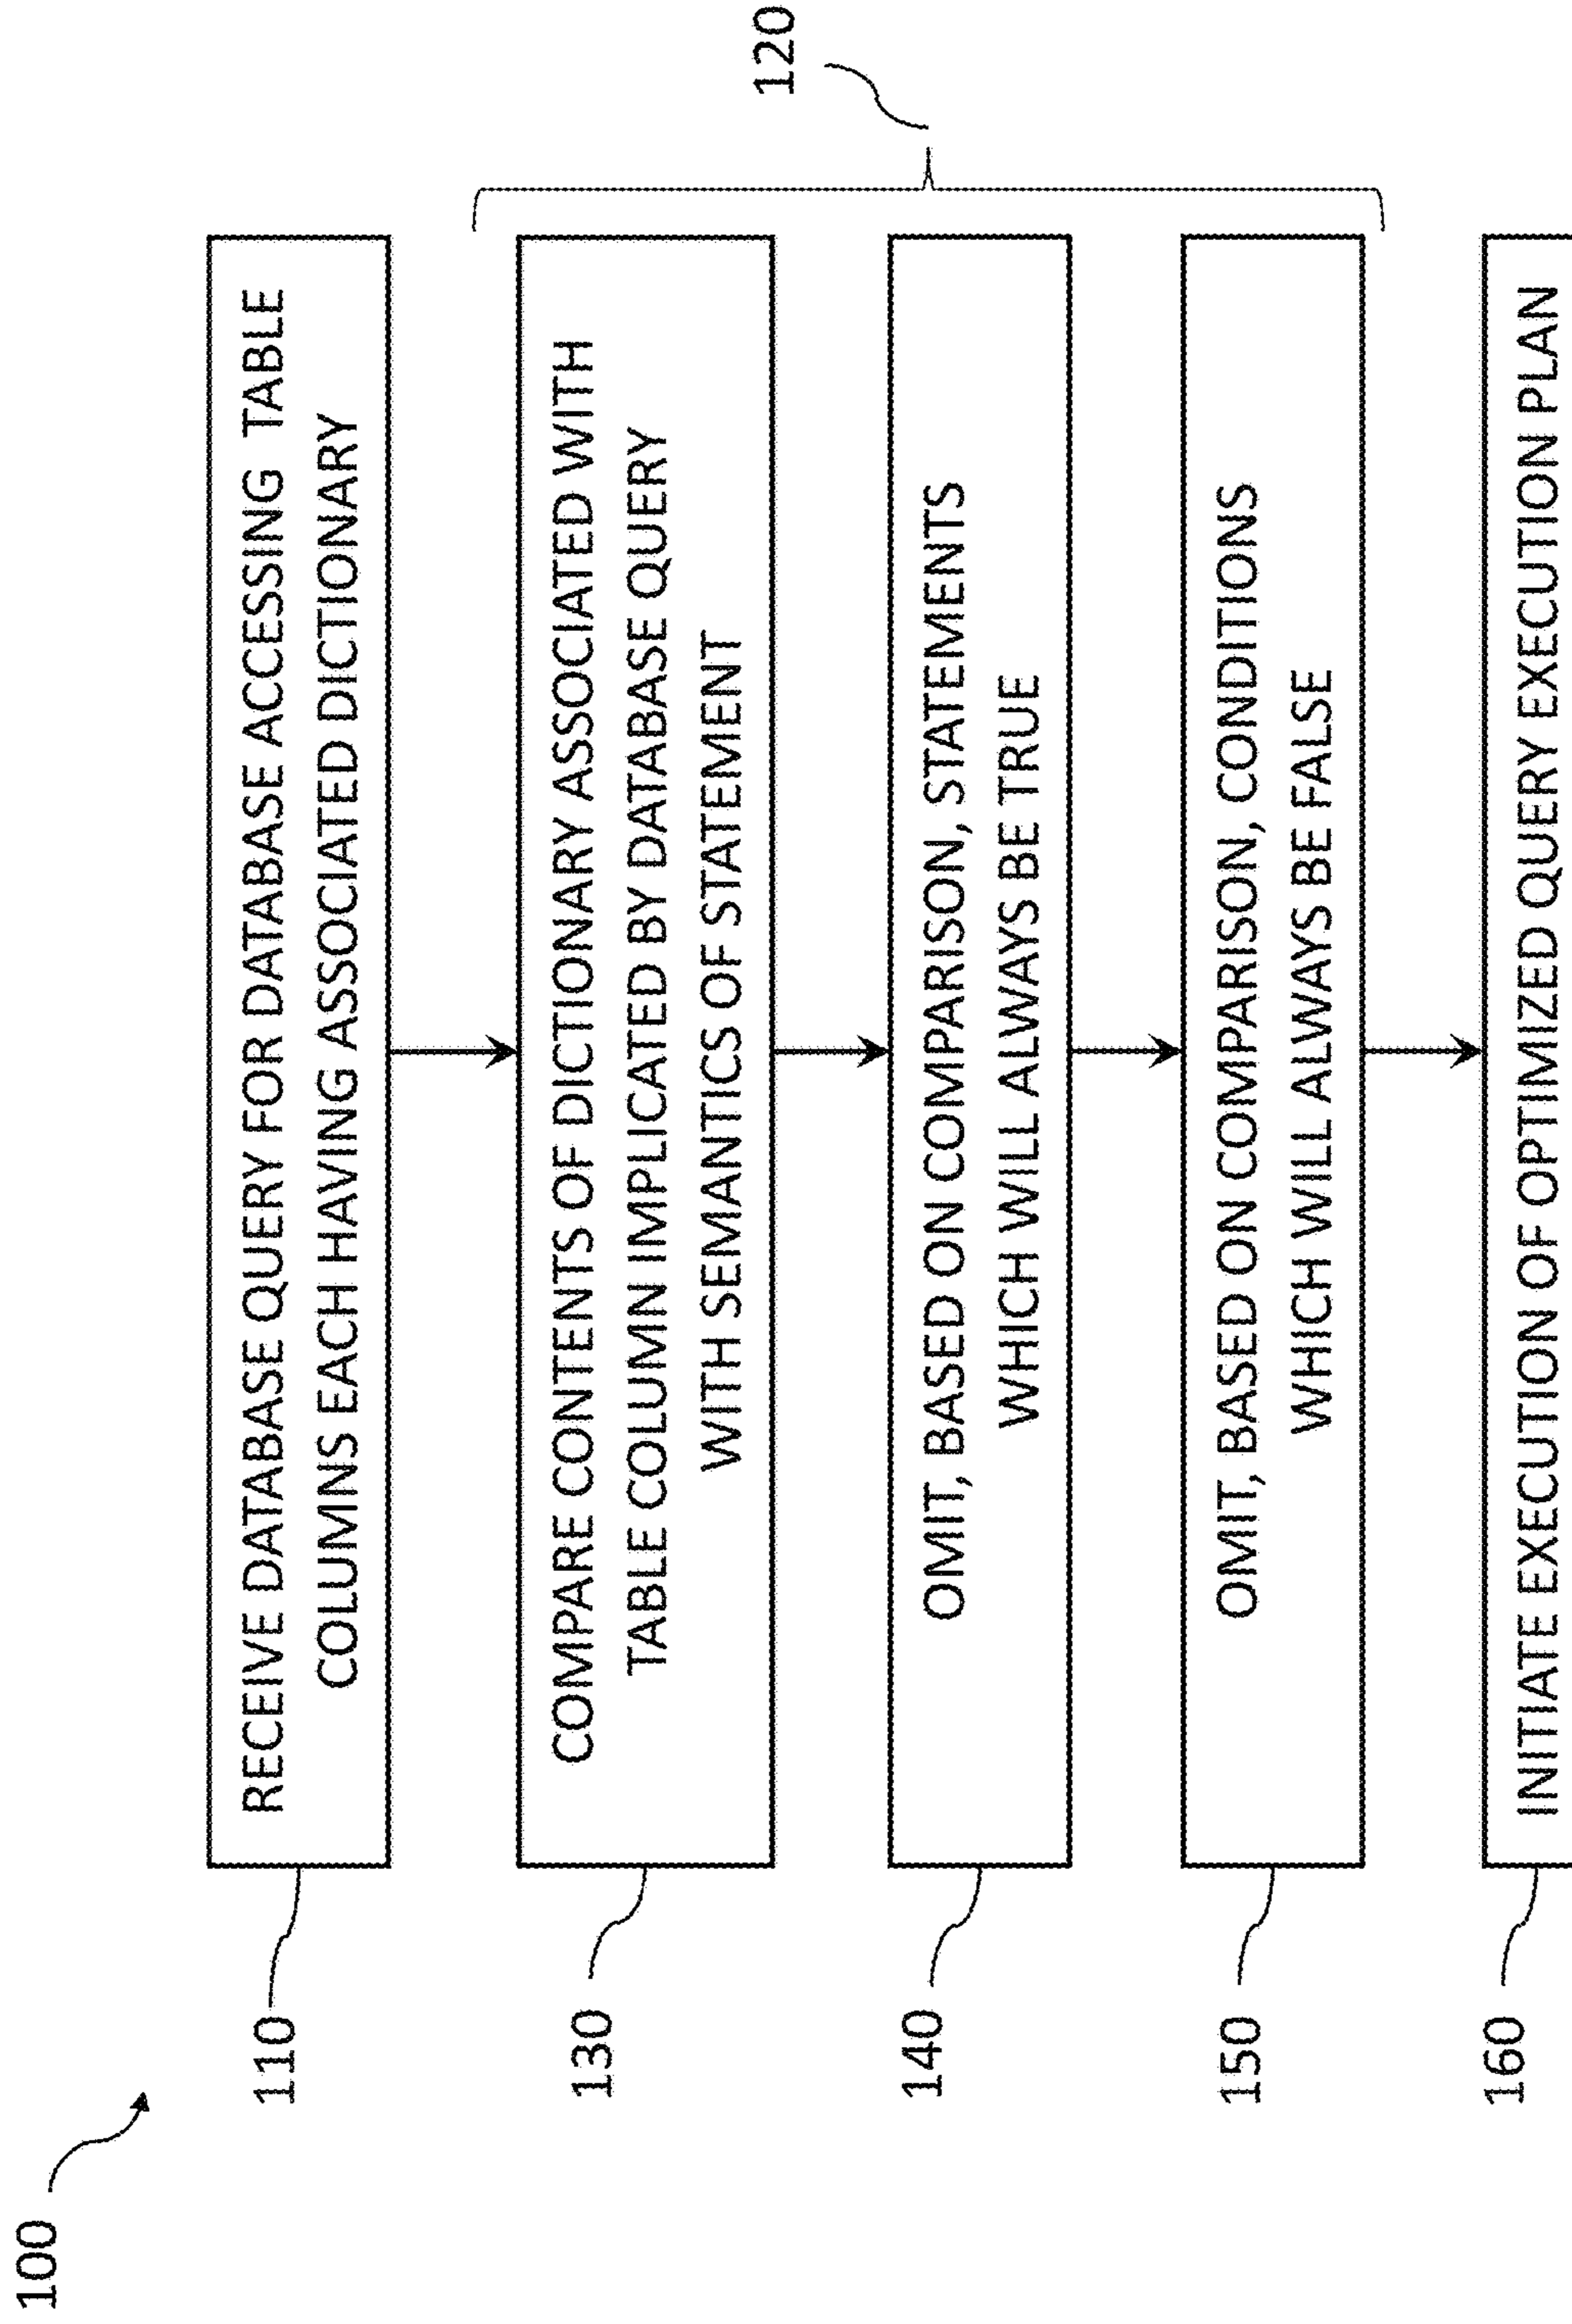 100
110
RECEIVE DATABASE QUERY FOR DATABASE ACCESSING TABLE
COLUMNS EACH HAVING ASSOCIATED DICTIONARY
120
130
COMPARE CONTENTS OF DICTIONARY ASSOCIATED WITH
TABLE COLUMN IMPLICATED BY DATABASE QUERY
WITH SEMANTICS OF STATEMENT
140
OMIT, BASED ON COMPARISON, STATEMENTS
WHICH WILL ALWAYS BE TRUE
150
OMIT, BASED ON COMPARISON, CONDITIONS
WHICH WILL ALWAYS BE FALSE
160
INITIATE EXECUTION OF OPTIMIZED QUERY EXECUTION PLAN